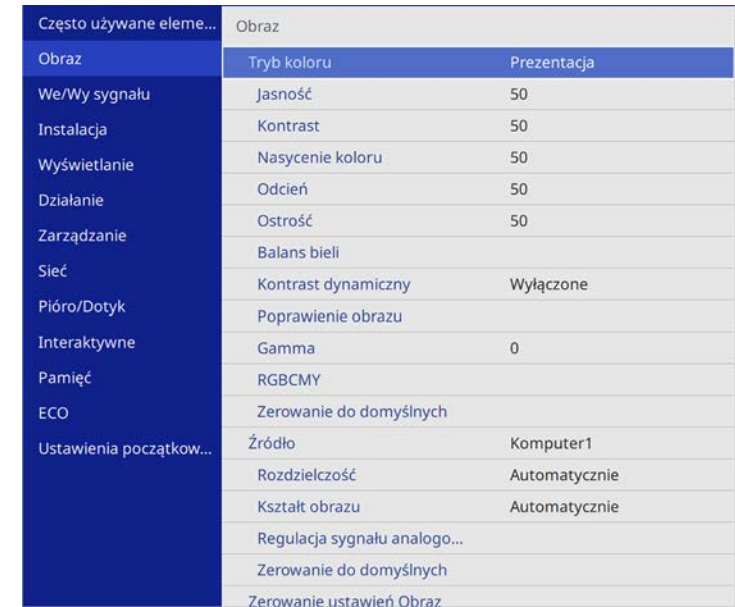 Często używane eleme...
Obraz
We/Wy sygnału
Instalacja
Wyświetlanie
Działanie
Zarządzanie
Sieć
Pióro/Dotyk
Interaktywne
Pamięć
ECO
Ustawienia początkow...
Obraz
Tryb koloru Prezentacja
Jasność 50
Kontrast 50
Nasycenie koloru 50
Odcień 50
Ostrość 50
Balans bieli
Kontrast dynamiczny Wyłączone
Poprawienie obrazu
Gamma 0
RGBCMY
Zerowanie do domyślnych
Źródło Komputer1
Rozdzielczość Automatycznie
Kształt obrazu Automatycznie
Regulacja sygnału analogo...
Zerowanie do domyślnych
Zerowanie ustawień Obraz